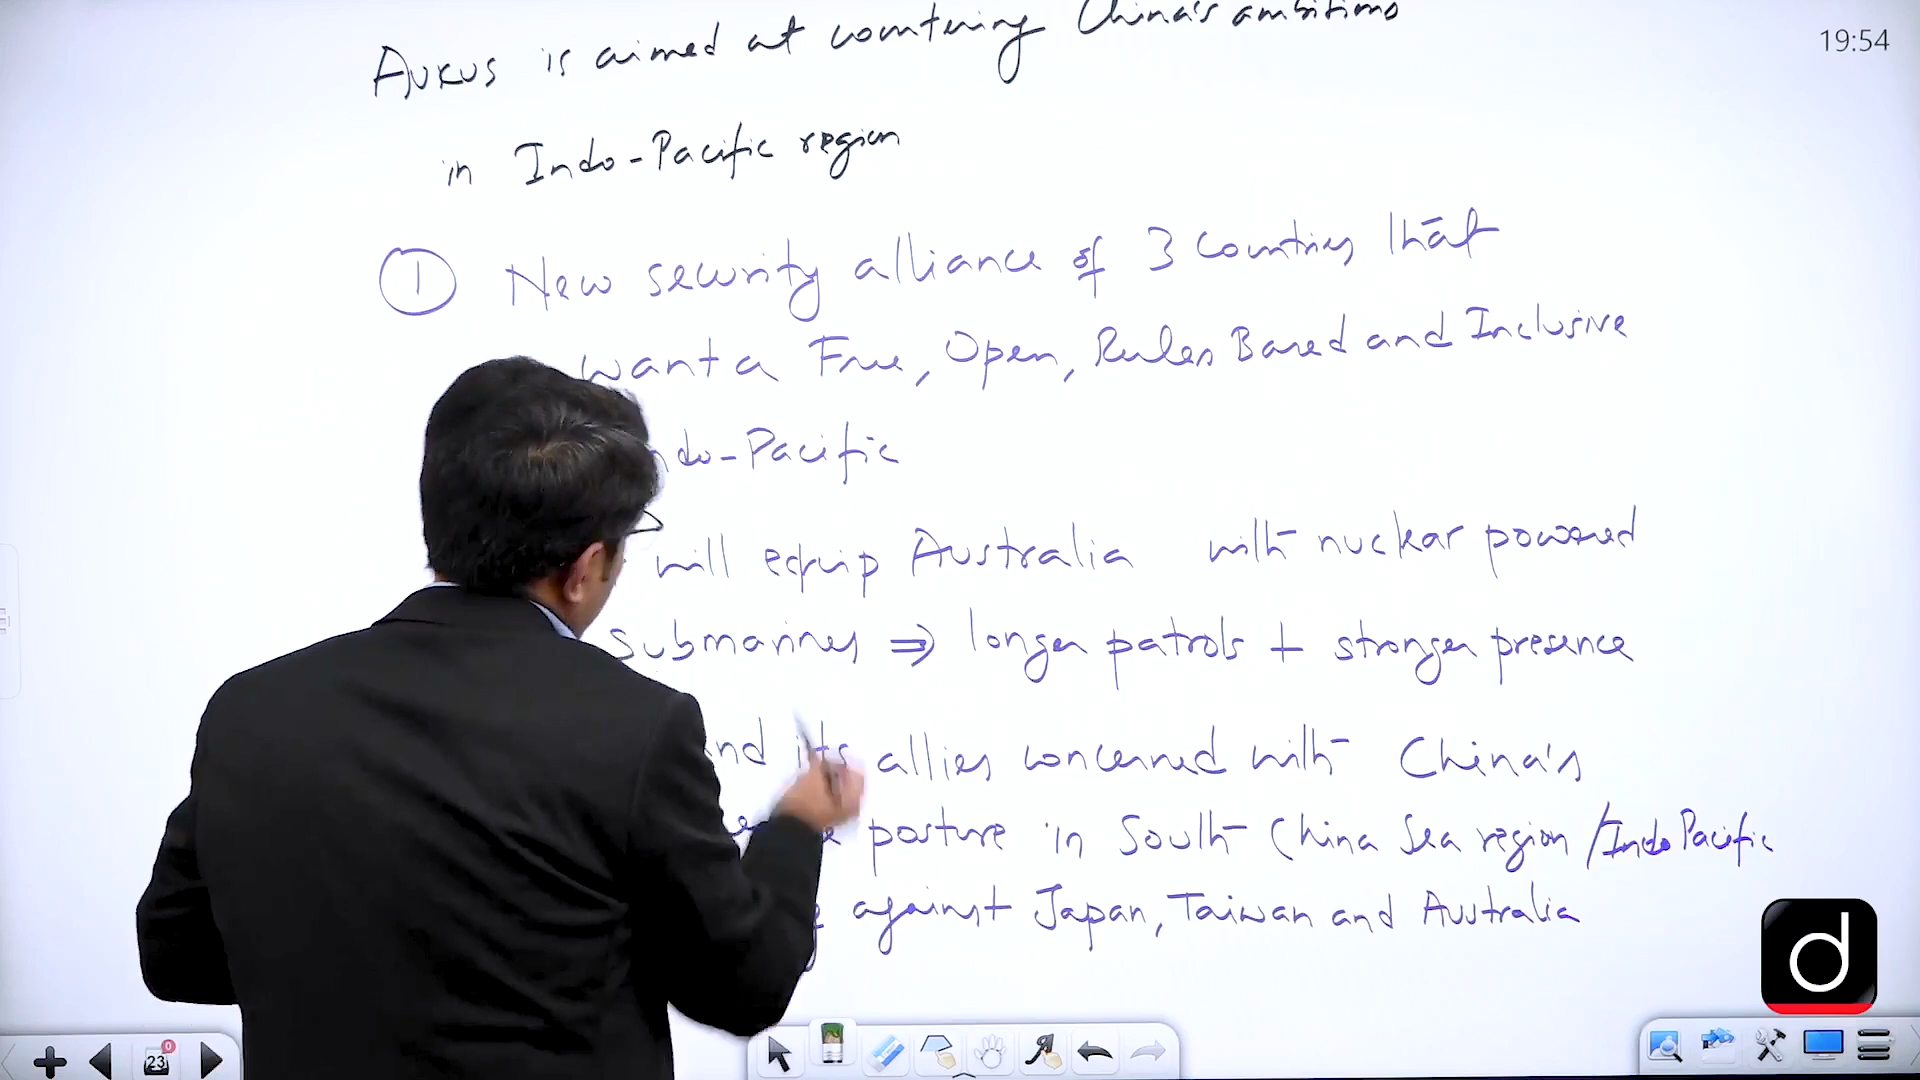 AUKUS is aimed at countering China's ambitions
19:54
in Indo-Pacific region
① New security alliance of 3 countries that
want a Free, Open, Rules Based and Inclusive
ndo-Pacific
will equip Australia with nuclear powered
submarines ⇒ longer patrols + stronger presence
nd its allies concerned with China's
posture in South China Sea region / Indo Pacific
against Japan, Taiwan and Australia
d
23
0